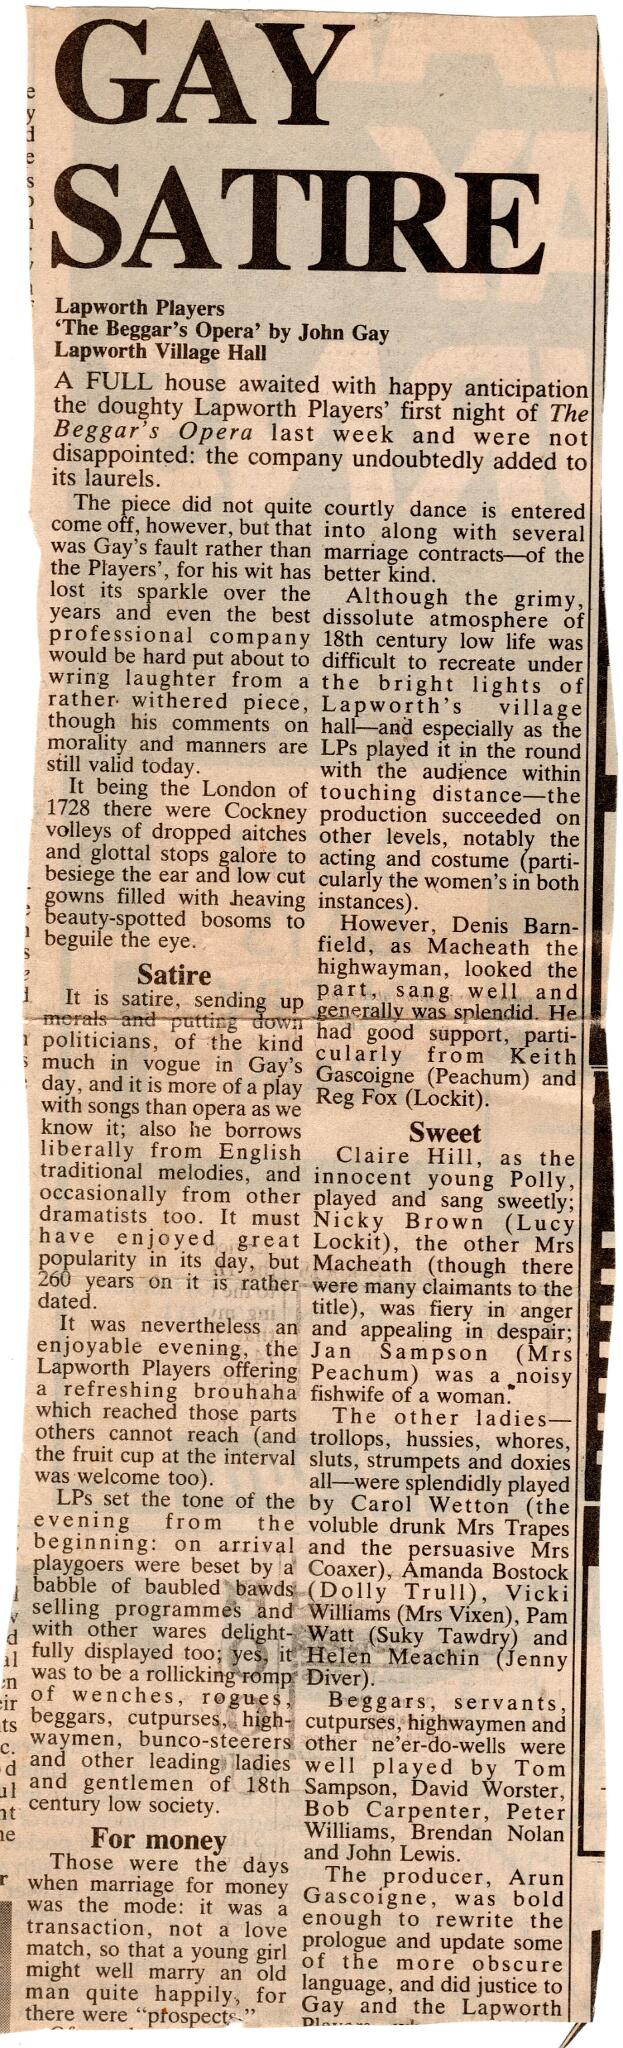 GAY
SATIRE
Lapworth Players
‘The Beggar's Opera’ by John Gay
Lapworth Village Hall
A FULL house awaited with happy anticipation
the doughty Lapworth Players' first night of The
Beggar's Opera last week and were not
disappointed: the company undoubtedly added to
its laurels.
The piece did not quite
come off, however, but that
was Gay's fault rather than
the Players', for his wit has
lost its sparkle over the
years and even the best
professional company
would be hard put about to
wring laughter from a
rather withered piece,
though his comments on
morality and manners are
still valid today.
It being the London of
1728 there were Cockney
volleys of dropped aitches
and glottal stops galore to
besiege the ear and low cut
gowns filled with heaving
beauty-spotted bosoms to
beguile the eye.
Satire
It is satire, sending up
morals and putting down
politicians, of the kind
much in vogue in Gay's
day, and it is more of a play
with songs than opera as we
know it; also he borrows
liberally from English
traditional melodies, and
occasionally from other
dramatists too. It must
have enjoyed great
popularity in its day, but
260 years on it is rather
dated.
It was nevertheless an
enjoyable evening, the
Lapworth Players offering
a refreshing brouhaha
which reached those parts
others cannot reach (and
the fruit cup at the interval
was welcome too).
LPs set the tone of the
evening from the
beginning: on arrival
playgoers were beset by a
babble of baubled bawds
selling programmes and
with other wares delight-
fully displayed too; yes, it
was to be a rollicking romp
of wenches, rogues,
beggars, cutpurses, high-
waymen, bunco-steerers
and other leading ladies
and gentlemen of 18th
century low society.
For money
Those were the days
when marriage for money
was the mode: it was a
transaction, not a love
match, so that a young girl
might well marry an old
man quite happily, for
there were “prospects.”
courtly dance is entered
into along with several
marriage contracts—of the
better kind.
Although the grimy,
dissolute atmosphere of
18th century low life was
difficult to recreate under
the bright lights of
Lapworth's village
hall—and especially as the
LPs played it in the round
with the audience within
touching distance—the
production succeeded on
other levels, notably the
acting and costume (parti-
cularly the women's in both
instances).
However, Denis Barn-
field, as Macheath the
highwayman, looked the
part, sang well and
generally was splendid. He
had good support, parti-
cularly from Keith
Gascoigne (Peachum) and
Reg Fox (Lockit).
Sweet
Claire Hill, as the
innocent young Polly,
played and sang sweetly;
Nicky Brown (Lucy
Lockit), the other Mrs
Macheath (though there
were many claimants to the
title), was fiery in anger
and appealing in despair;
Jan Sampson (Mrs
Peachum) was a noisy
fishwife of a woman.
The other ladies—
trollops, hussies, whores,
sluts, strumpets and doxies
all—were splendidly played
by Carol Wetton (the
voluble drunk Mrs Trapes
and the persuasive Mrs
Coaxer), Amanda Bostock
(Dolly Trull), Vicki
Williams (Mrs Vixen), Pam
Watt (Suky Tawdry) and
Helen Meachin (Jenny
Diver).
Beggars, servants,
cutpurses, highwaymen and
other ne'er-do-wells were
well played by Tom
Sampson, David Worster,
Bob Carpenter, Peter
Williams, Brendan Nolan
and John Lewis.
The producer, Arun
Gascoigne, was bold
enough to rewrite the
prologue and update some
of the more obscure
language, and did justice to
Gay and the Lapworth